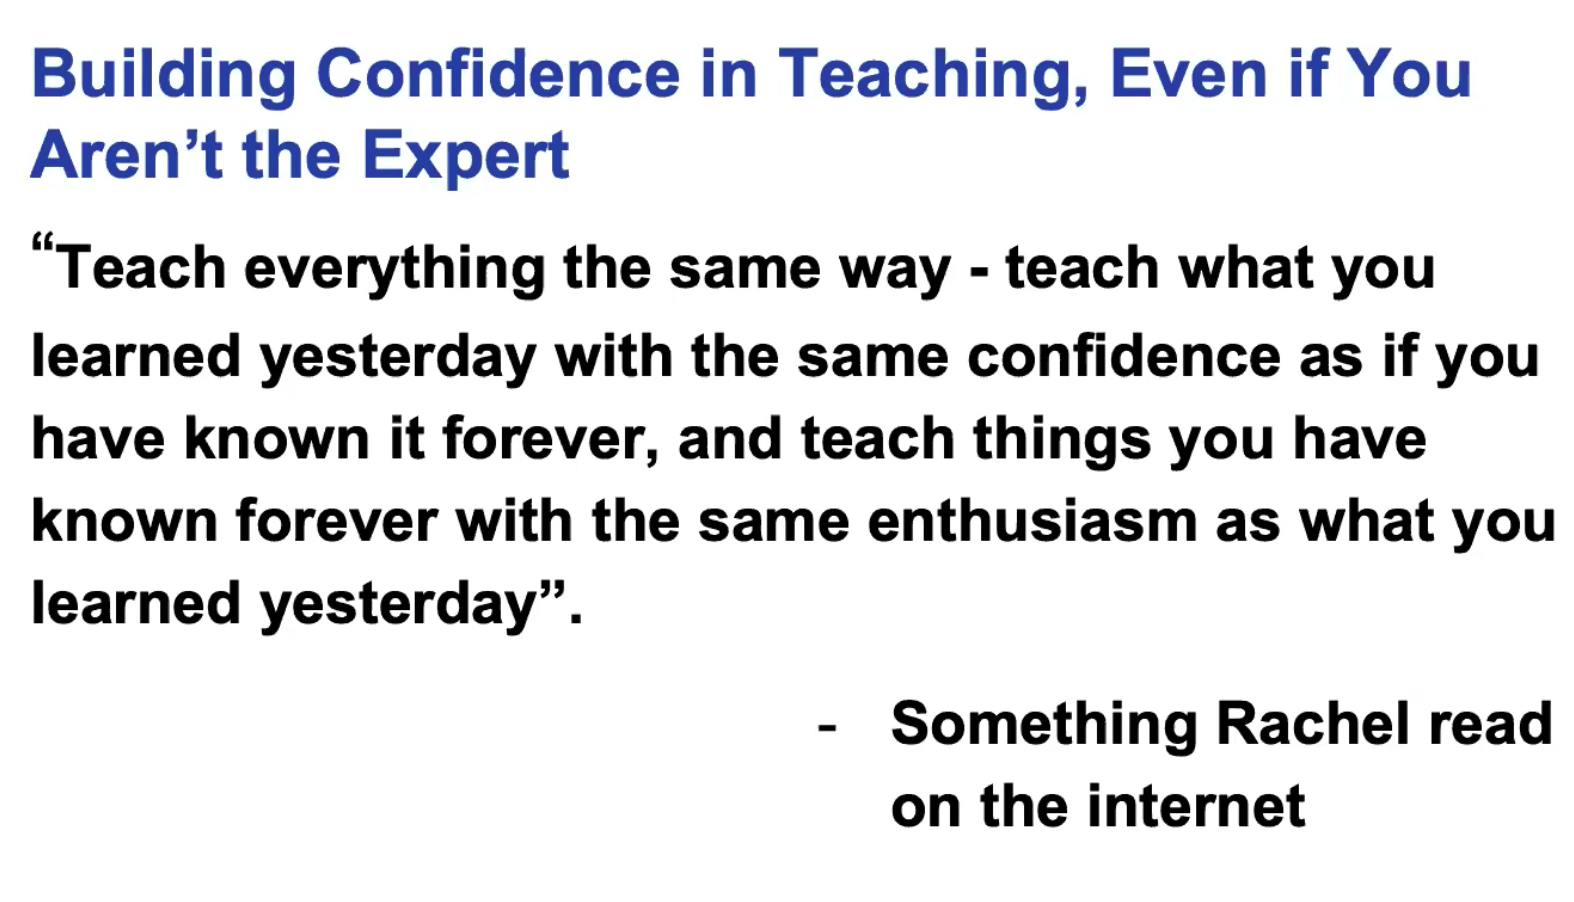 Building Confidence in Teaching, Even if You
Aren’t the Expert
“Teach everything the same way - teach what you
learned yesterday with the same confidence as if you
have known it forever, and teach things you have
known forever with the same enthusiasm as what you
learned yesterday”.
- Something Rachel read
on the internet